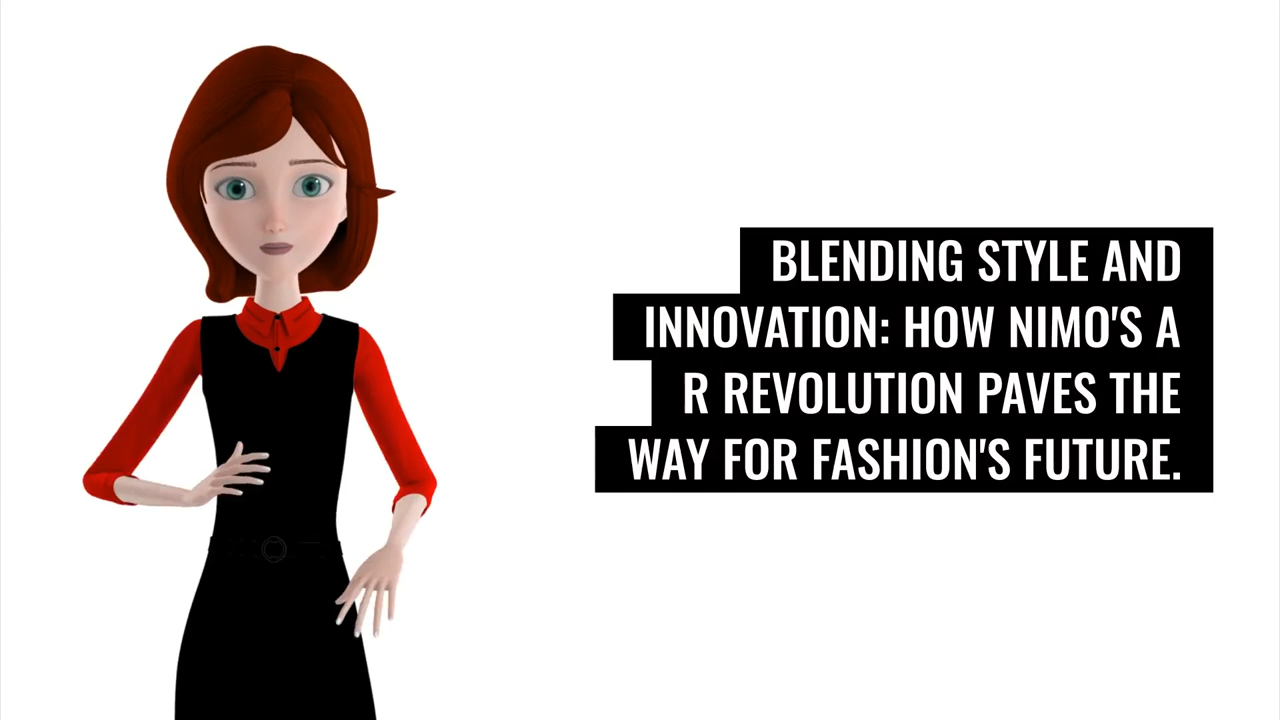 BLENDING STYLE AND
INNOVATION: HOW NIMO'S A
R REVOLUTION PAVES THE
WAY FOR FASHION'S FUTURE.